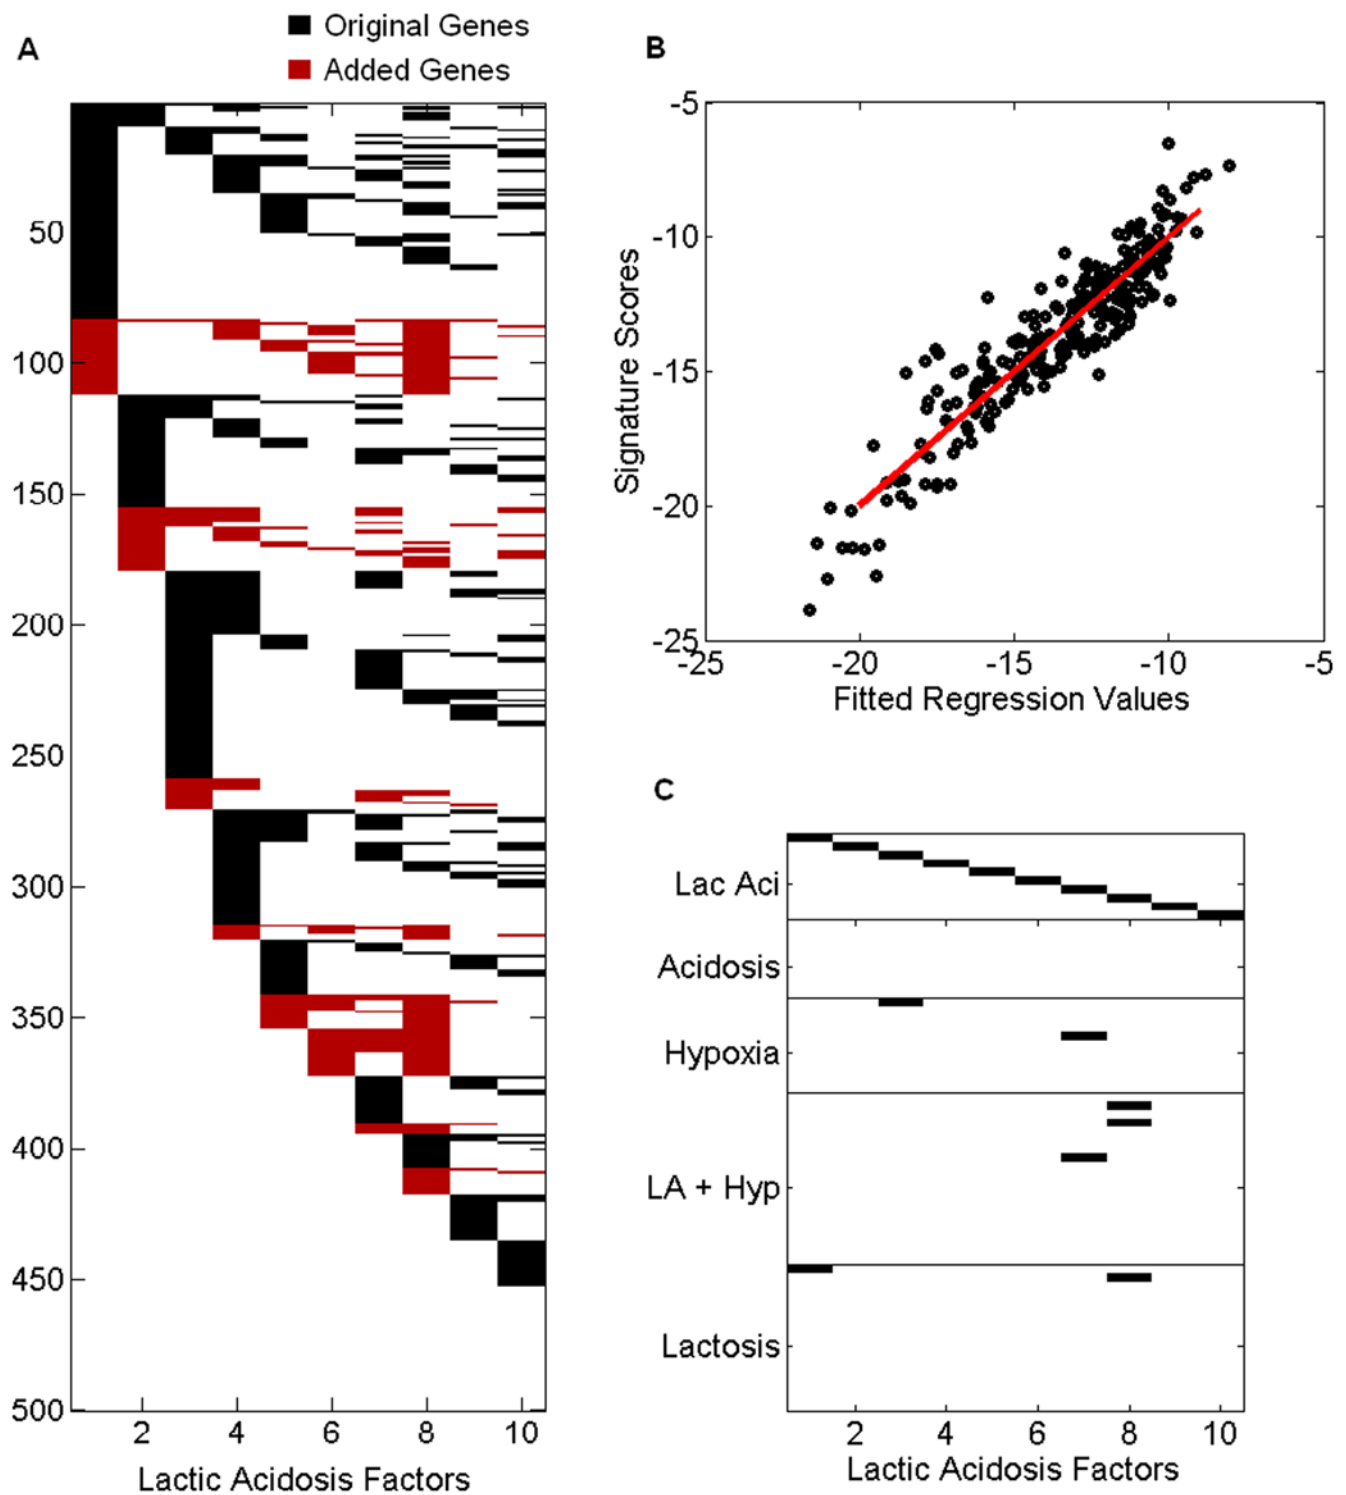 A
Original Genes
Added Genes
50
100
150
200
250
300
350
400
450
500
2 4 6 8 10
Lactic Acidosis Factors
B
-5
-10
-15
-20
-25
-25 -20 -15 -10 -5
Signature Scores
Fitted Regression Values
C
Lac Aci
Acidosis
Hypoxia
LA + Hyp
Lactosis
2 4 6 8 10
Lactic Acidosis Factors